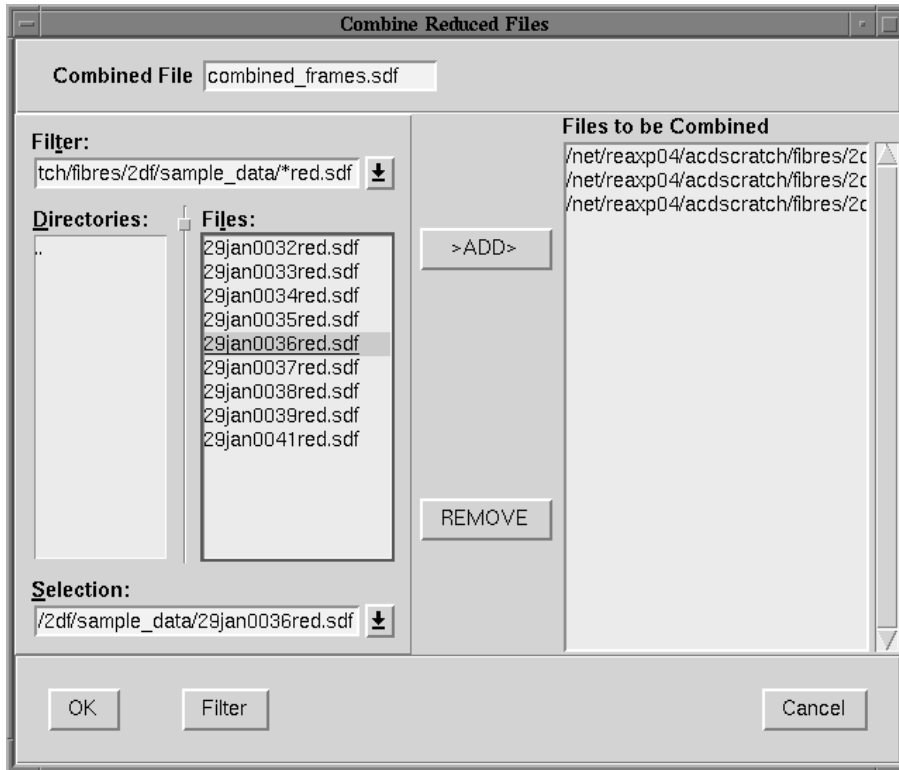 Combine Reduced Files
Combined File combined_frames.sdf
Filter:
tch/fibres/2df/sample_data/*red.sdf
Directories:
..
Files:
29jan0032red.sdf
29jan0033red.sdf
29jan0034red.sdf
29jan0035red.sdf
29jan0036red.sdf
29jan0037red.sdf
29jan0038red.sdf
29jan0039red.sdf
29jan0041red.sdf
Selection:
/2df/sample_data/29jan0036red.sdf
>ADD>
REMOVE
Files to be Combined
/net/reaxp04/acdscratch/fibres/2d
/net/reaxp04/acdscratch/fibres/2d
/net/reaxp04/acdscratch/fibres/2d
OK Filter Cancel